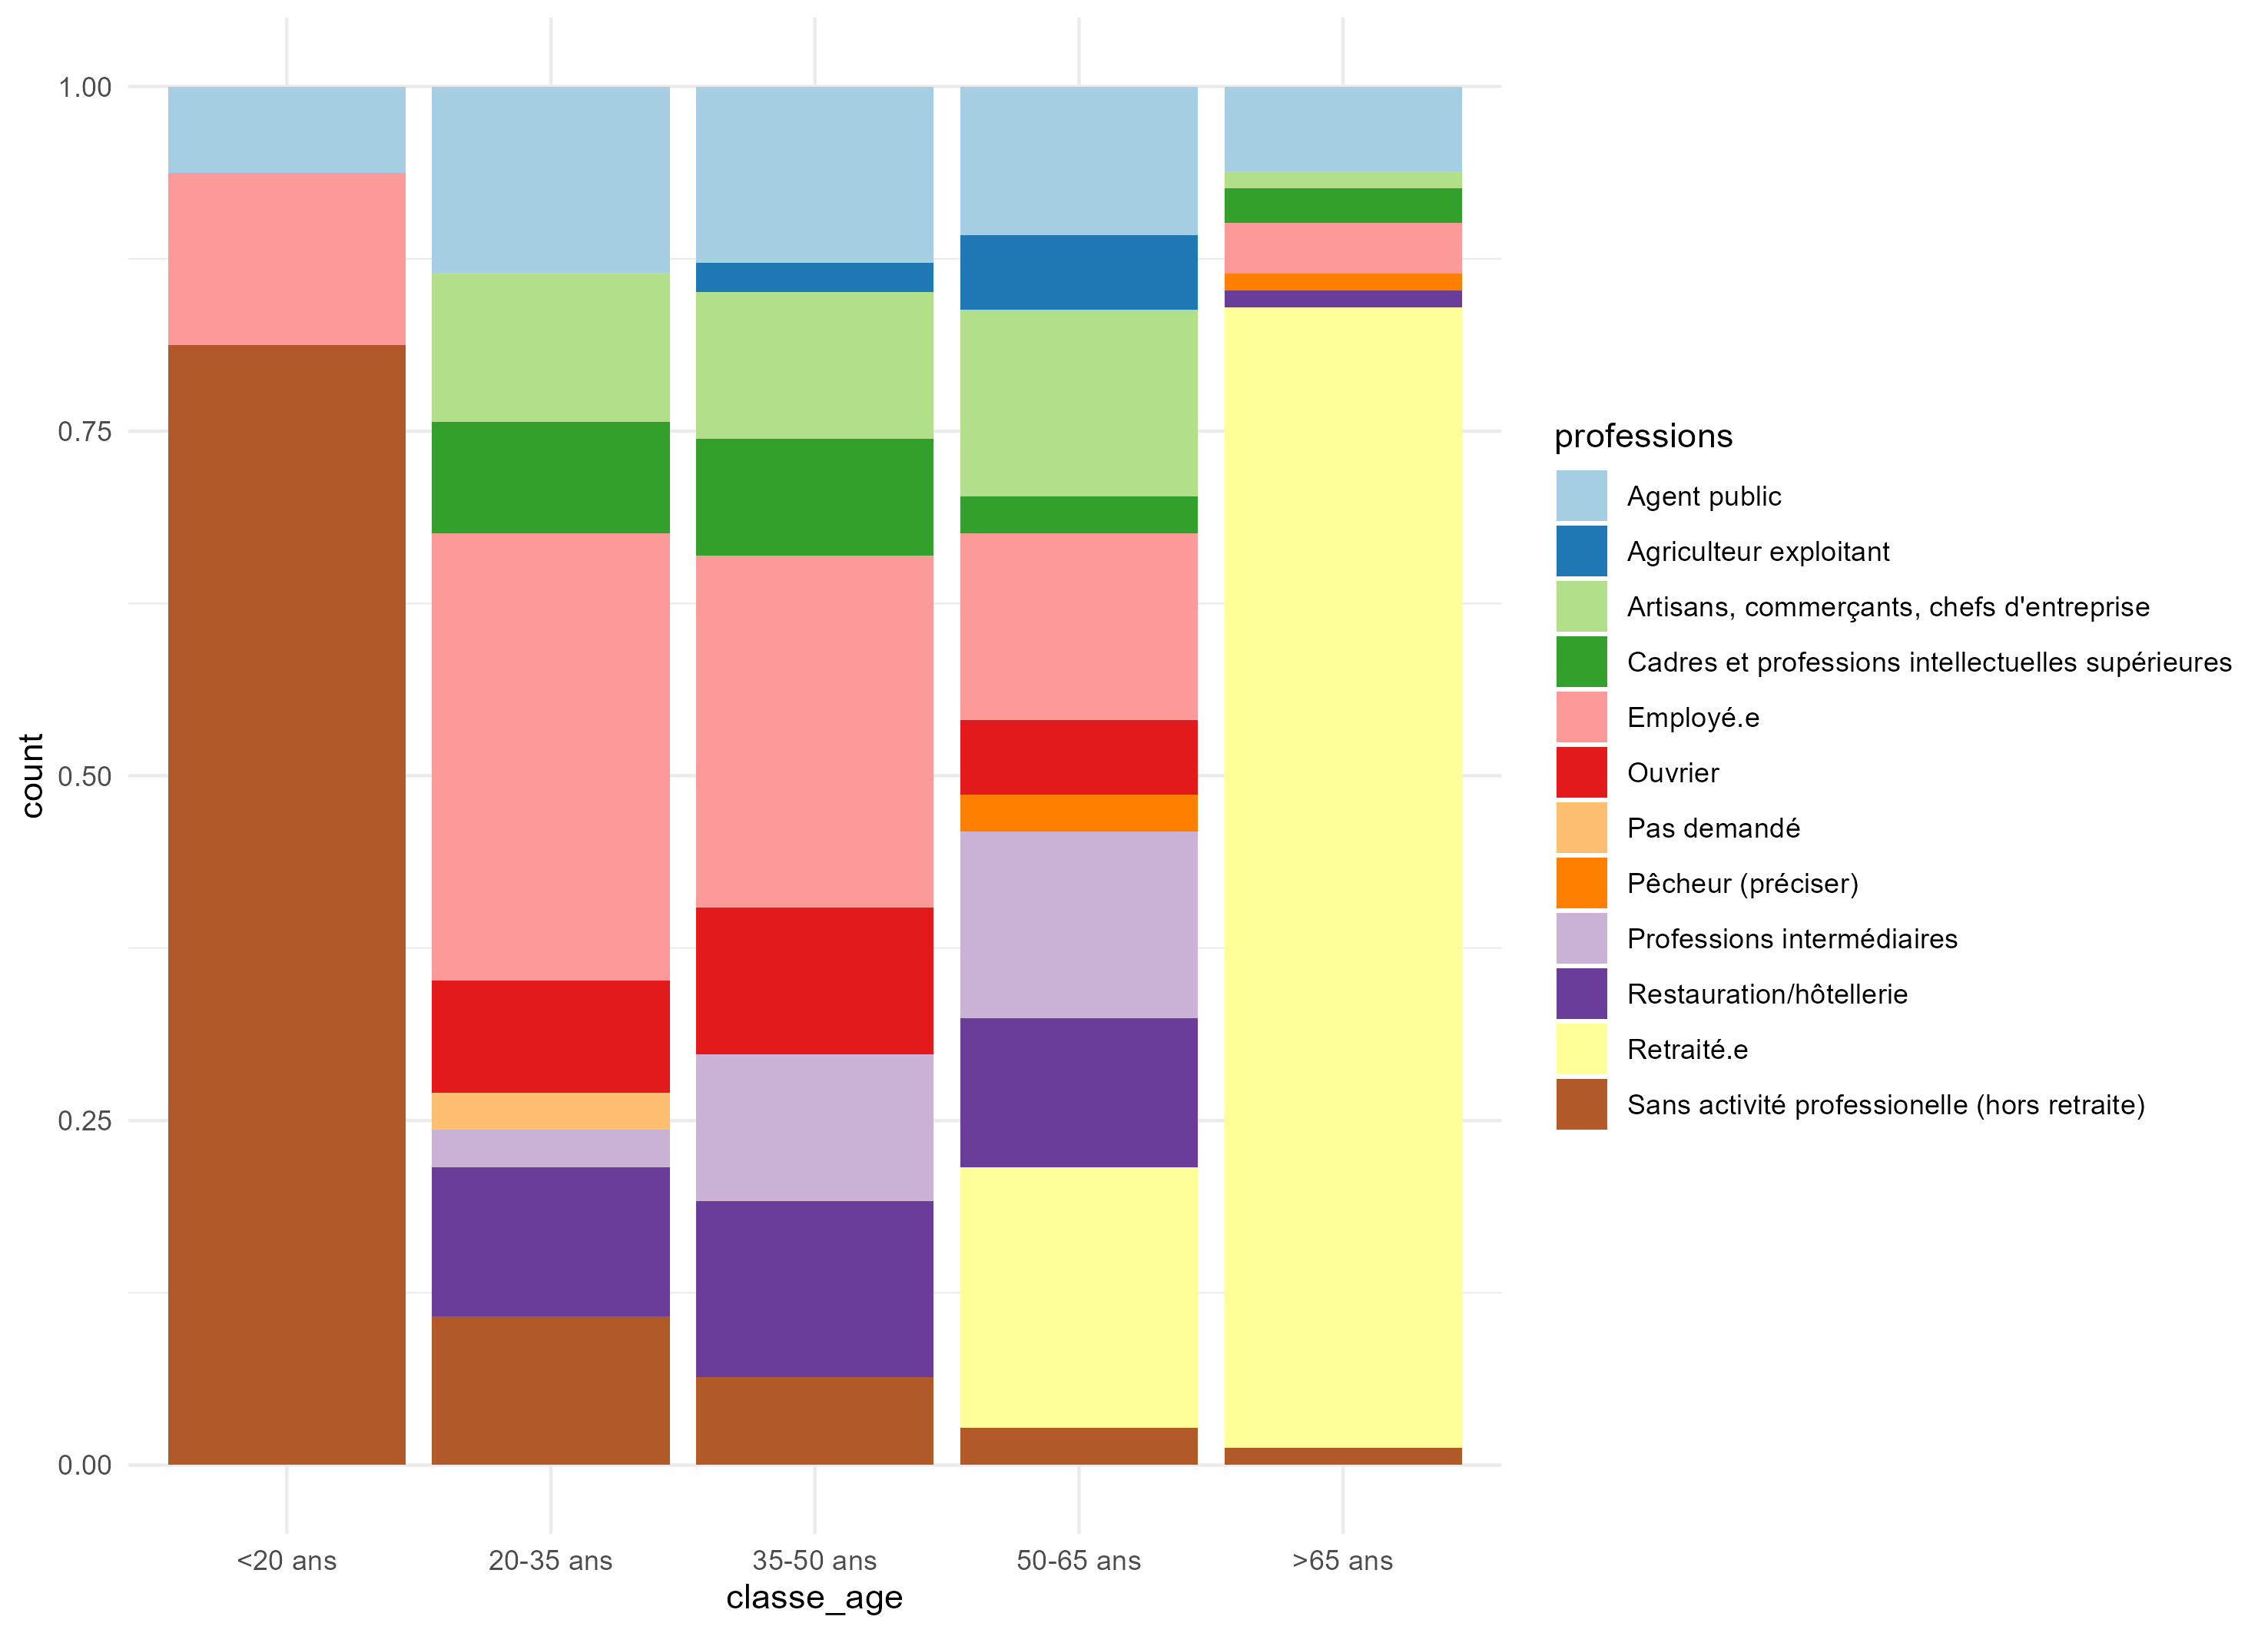 1.00
0.75
0.50
0.25
0.00
count
<20 ans
20-35 ans
35-50 ans
50-65 ans
>65 ans
classe_age
professions
Agent public
Agriculteur exploitant
Artisans, commerçants, chefs d'entreprise
Cadres et professions intellectuelles supérieures
Employé.e
Ouvrier
Pas demandé
Pêcheur (préciser)
Professions intermédiaires
Restauration/hôtellerie
Retraité.e
Sans activité professionelle (hors retraite)